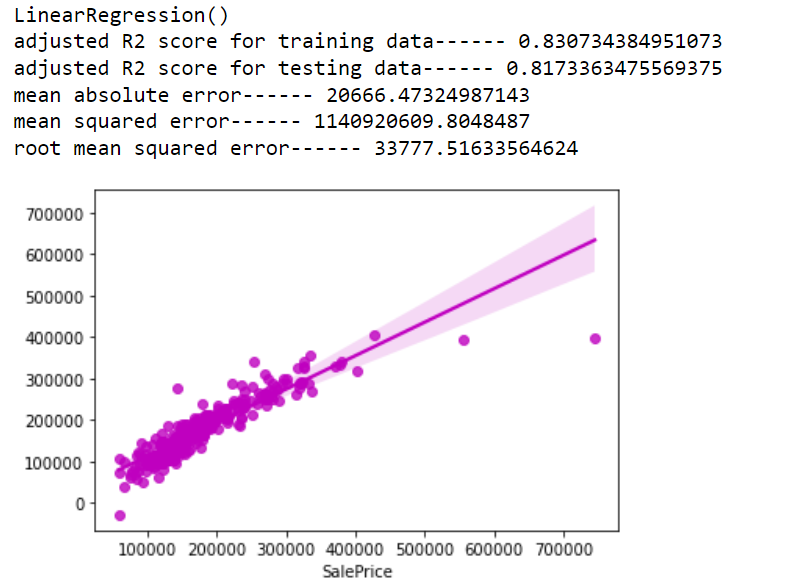 LinearRegression()
adjusted R2 score for training data------ 0.830734384951073
adjusted R2 score for testing data------ 0.8173363475569375
mean absolute error------ 20666.47324987143
mean squared error------ 1140920609.8048487
root mean squared error------ 33777.51633564624
700000
600000
500000
400000
300000
200000
100000
0
100000 200000 300000 400000 500000 600000 700000
SalePrice